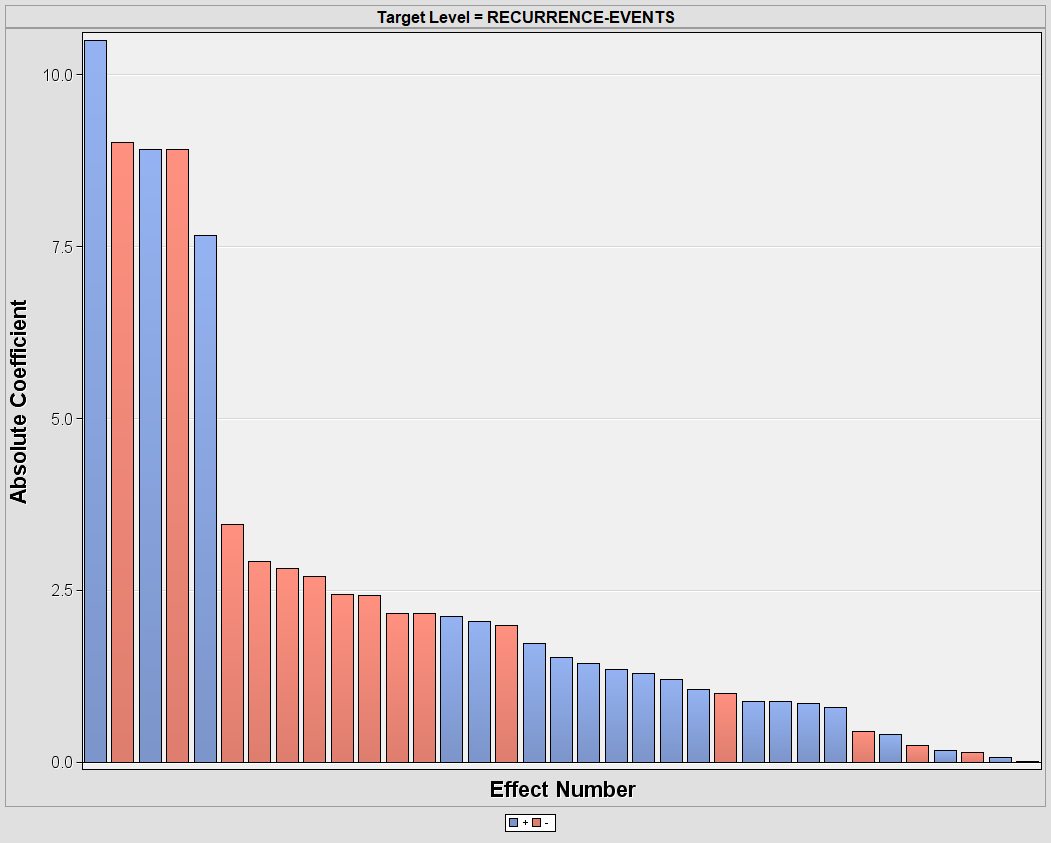 Target Level = RECURRENCE-EVENTS
Absolute Coefficient
10.0
7.5
5.0
2.5
0.0
Effect Number
+ -